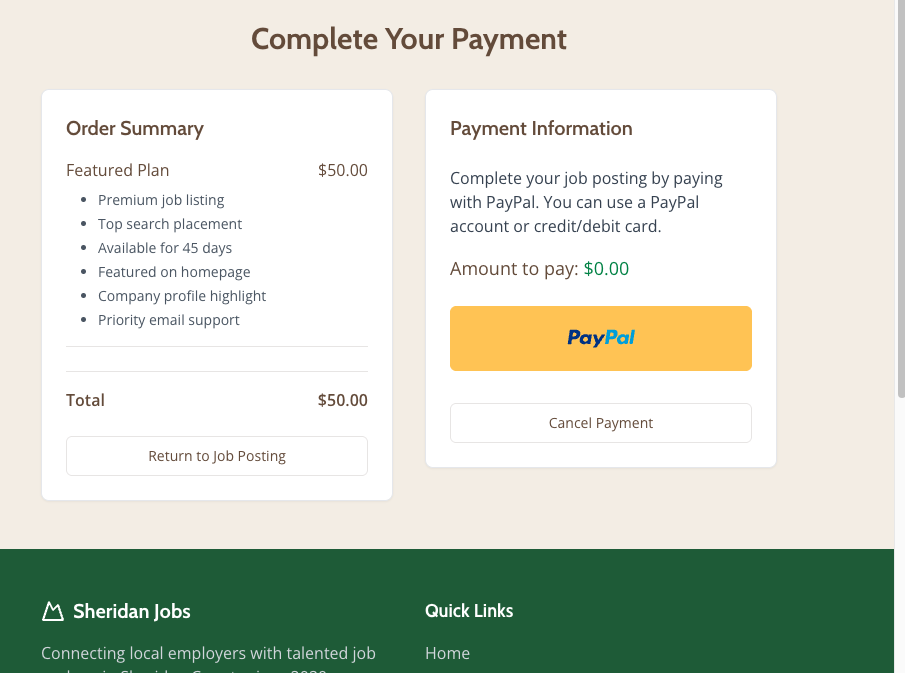 Complete Your Payment
Order Summary
Featured Plan $50.00
Premium job listing
Top search placement
Available for 45 days
Featured on homepage
Company profile highlight
Priority email support
Total $50.00
Return to Job Posting
Payment Information
Complete your job posting by paying
with PayPal. You can use a PayPal
account or credit/debit card.
Amount to pay: $0.00
PayPal
Cancel Payment
Sheridan Jobs
Connecting local employers with talented job
Quick Links
Home